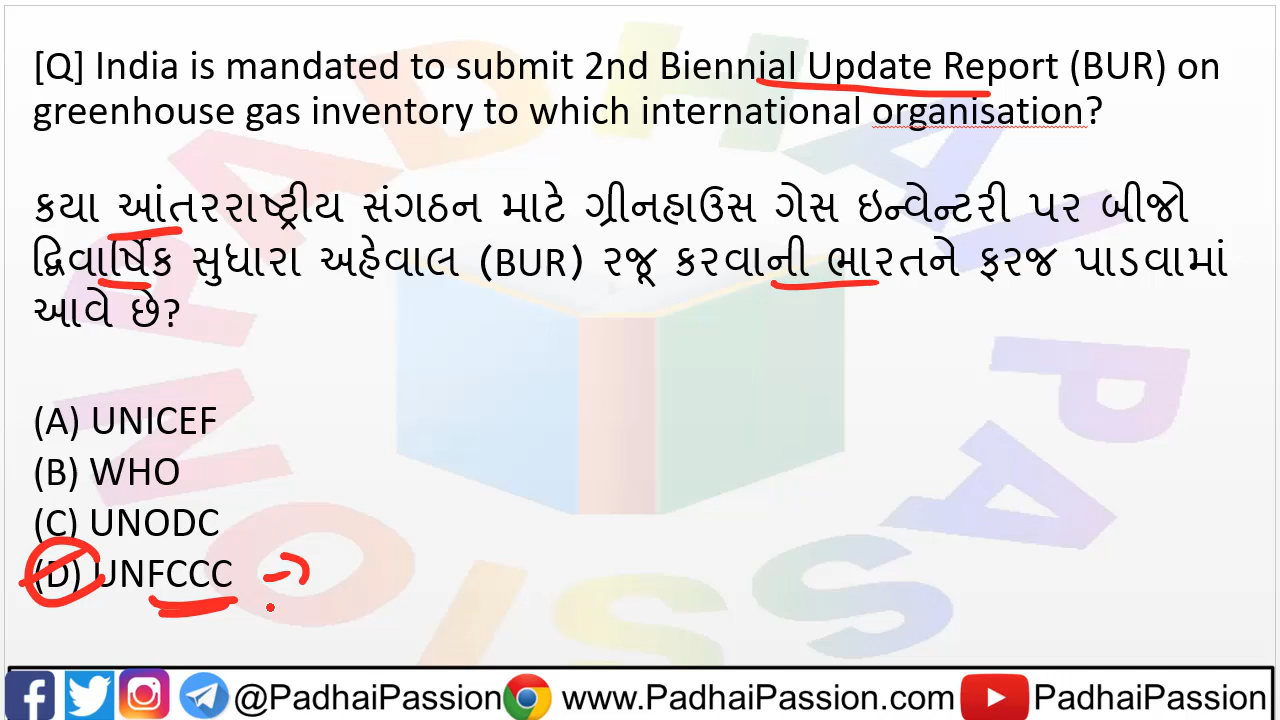 [Q] India is mandated to submit 2nd Biennial Update Report (BUR) on
greenhouse gas inventory to which international organisation?
કયા આંતરરાષ્ટ્રીય સંગઠન માટે ગ્રીનહાઉસ ગેસ ઇન્વેન્ટરી પર બીજો
દ્વિવાર્ષિક સુધારા અહેવાલ (BUR) રજૂ કરવાની ભારતને ફરજ પાડવામાં
આવે છે?
(A) UNICEF
(B) WHO
(C) UNODC
(D) UNFCCC
@PadhaiPassion www.PadhaiPassion.com PadhaiPassion
PADHAI PASSION